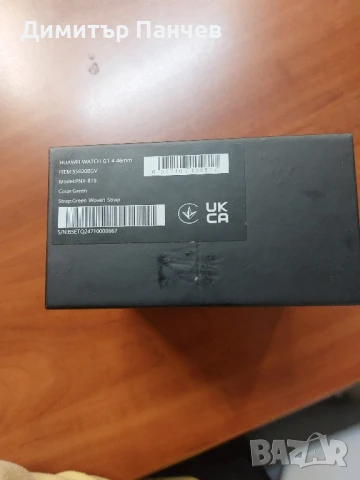 Димитър Панчев
HUAWEI WATCH GT 4 46mm
ITEM:55020BGV
Model:PNX-B19
Color:Green
Strap:Green Woven Strap
S/N:
UK
CA
BAZAR